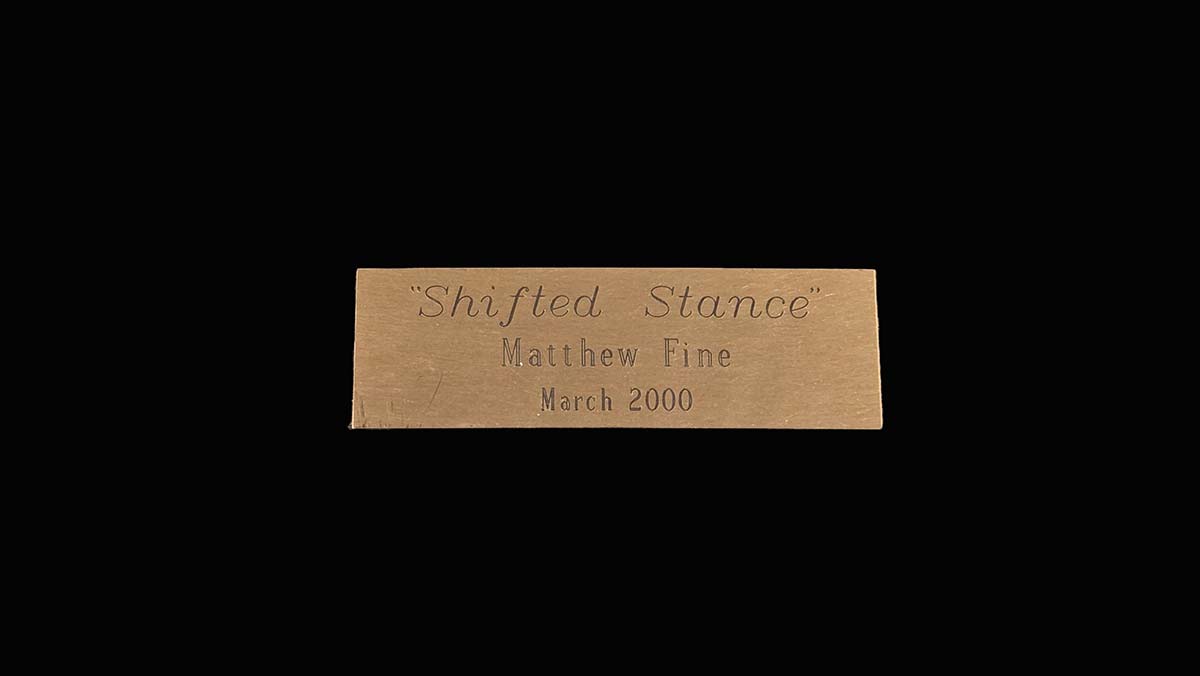 "Shifted Stance"
Matthew Fine
March 2000